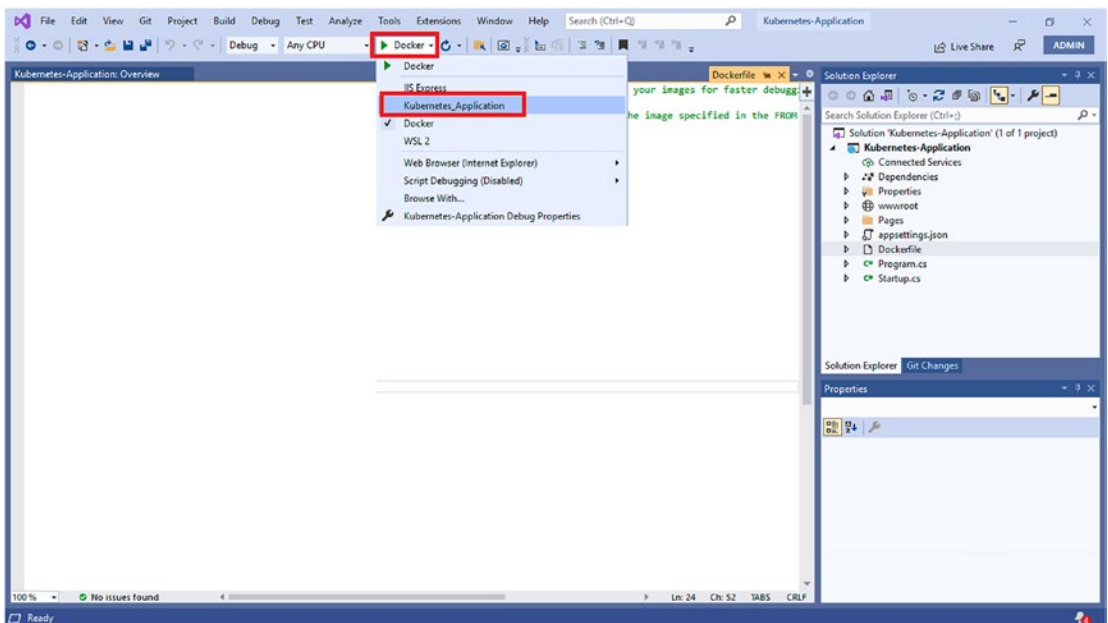 File Edit View Git Project Build Debug Test Analyze Tools Extensions Window Help Search (Ctrl+Q) Kubernetes-Application
Debug Any CPU Docker Live Share ADMIN
Kubernetes-Application: Overview
Dockerfile
your images for faster debugg
he image specified in the FROM
Docker
IIS Express
Kubernetes_Application
Docker
WSL 2
Web Browser (Internet Explorer)
Script Debugging (Disabled)
Browse With...
Kubernetes-Application Debug Properties
Solution Explorer
Search Solution Explorer (Ctrl+;)
Solution 'Kubernetes-Application' (1 of 1 project)
Kubernetes-Application
Connected Services
Dependencies
Properties
wwwroot
Pages
appsettings.json
Dockerfile
C# Program.cs
C# Startup.cs
Solution Explorer Git Changes
Properties
100 % No issues found Ln: 24 Ch: 52 TABS CRLF
Ready 4